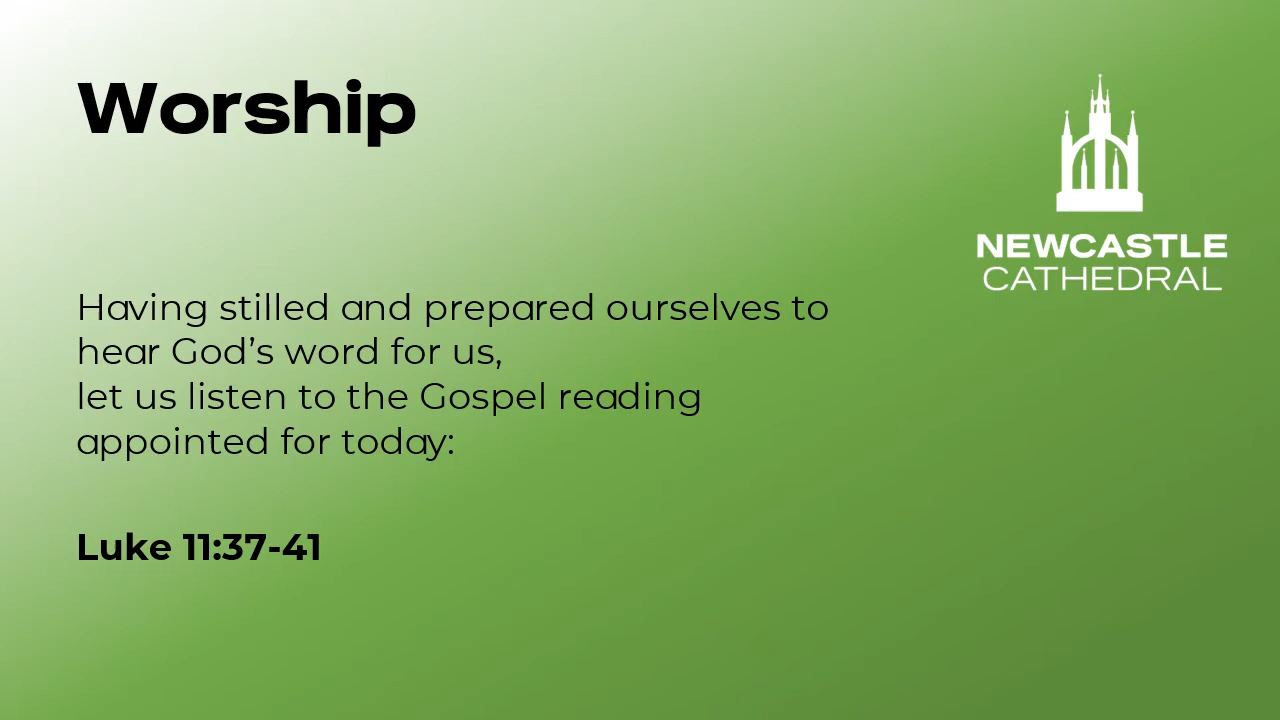 Worship
NEWCASTLE
CATHEDRAL
Having stilled and prepared ourselves to
hear God’s word for us,
let us listen to the Gospel reading
appointed for today:
Luke 11:37-41